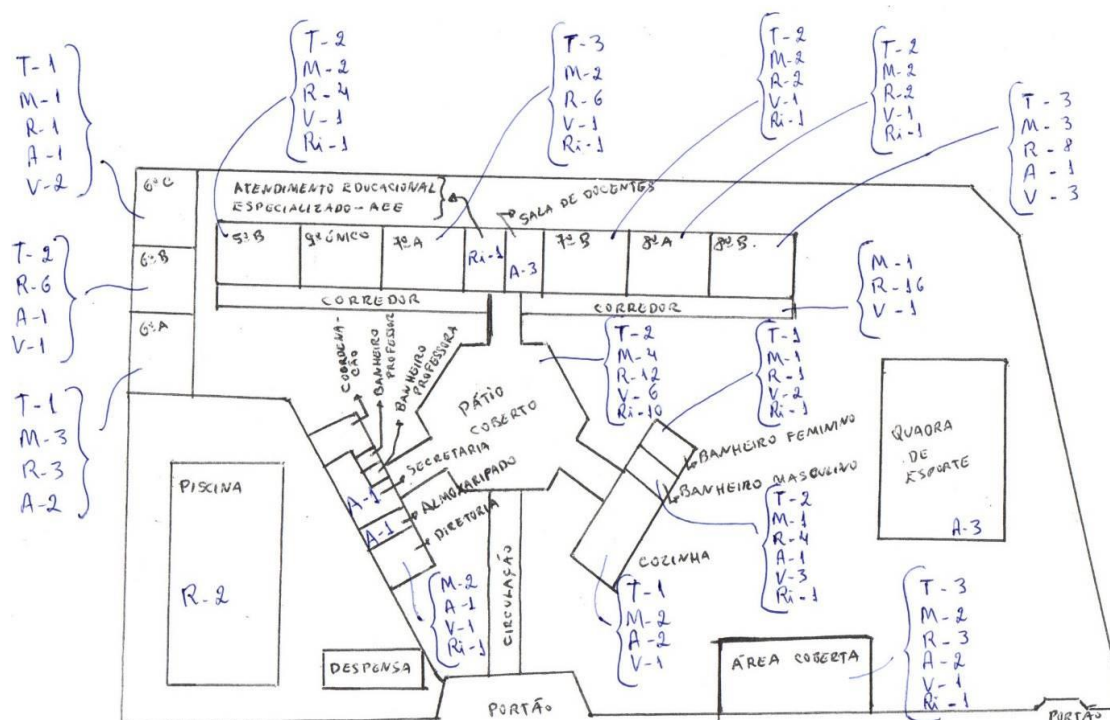 T-1
M-1
R-1
A-1
V-2
T-2
M-2
R-4
V-1
Ri-1
T-3
M-2
R-6
V-1
Ri-1
T-2
M-2
R-2
V-1
Ri-1
T-2
M-2
R-2
V-1
Ri-1
T-3
M-3
R-8
A-1
V-3
6º C
ATENDIMENTO EDUCACIONAL
ESPECIALIZADO-AEE
SALA DE DOCENTES
5º B
9º ÚNICO
7º A
Ri-1
A-3
7º B
8º A
8º B.
T-2
R-6
A-1
V-1
6º B
CORREDOR
CORREDOR
M-1
R-16
V-1
6º A
T-1
M-3
R-3
A-2
COORDENA-
ÇÃO
BANHEIRO
PROFESSOR
BANHEIRO
PROFESSORA
T-2
M-4
R-12
V-6
Ri-10
T-1
M-1
R-1
V-2
Ri-1
PÁTIO
COBERTO
SECRETARIA
A-1
ALMOXARIPADO
A-1
DIRETORIA
BANHEIRO FEMININO
BANHEIRO MASCULINO
T-2
M-1
R-4
A-1
V-3
Ri-1
QUADRA
DE
ESPORTE
A-3
PISCINA
R-2
M-2
A-1
V-1
Ri-1
CIRCULAÇÃO
COZINHA
T-1
M-2
A-2
V-1
DESPENSA
ÁREA COBERTA
T-3
M-2
R-3
A-2
V-1
Ri-1
PORTÃO
PORTÃO